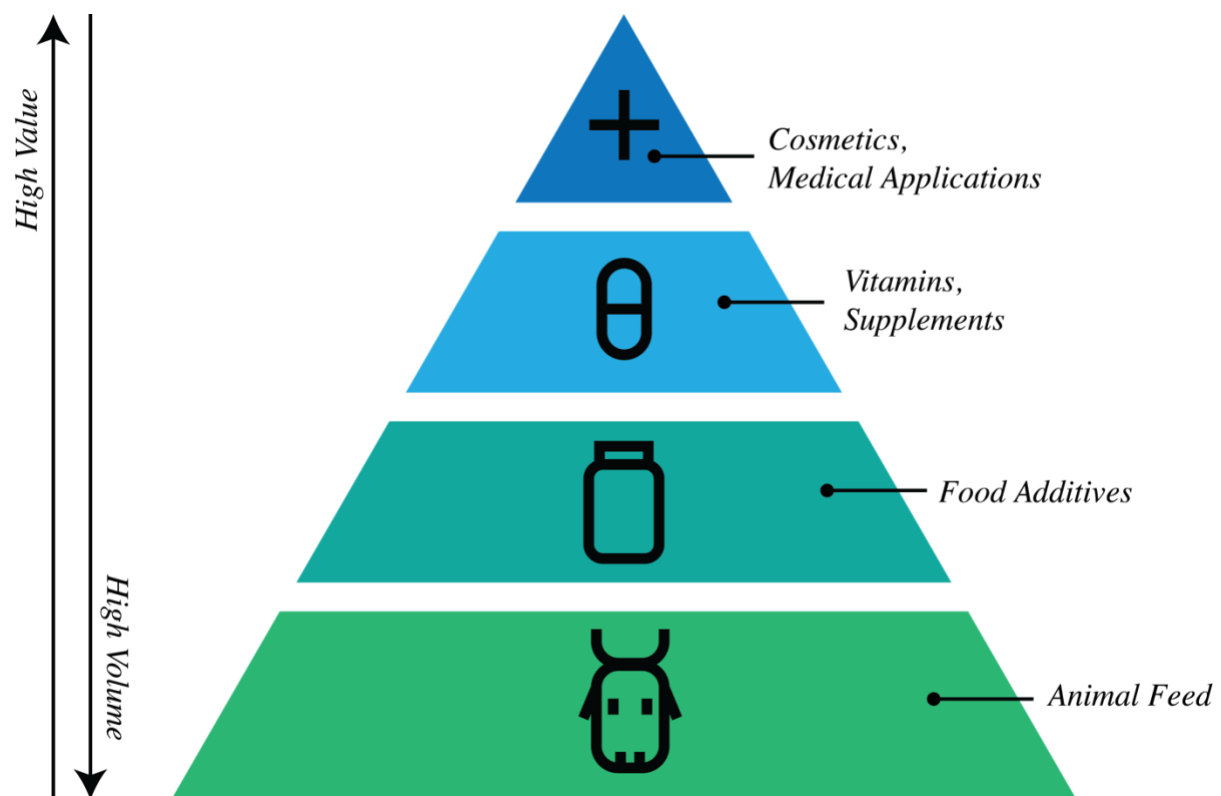 High Value
High Volume
Cosmetics,
Medical Applications
Vitamins,
Supplements
Food Additives
Animal Feed